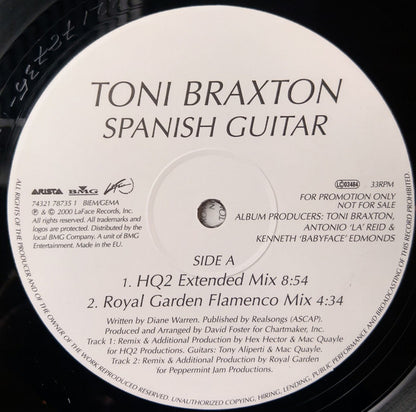 TONI BRAXTON
SPANISH GUITAR
ARISTA BMG LaFace
74321 78735 1 BIEM/GEMA
℗ & © 2000 LaFace Records, Inc.
All rights reserved. All trademarks and
logos are protected. Distributed by the
local BMG Company. A unit of BMG
Entertainment. Made in the EU.
LC03484 33RPM
FOR PROMOTION ONLY
NOT FOR SALE
ALBUM PRODUCERS: TONI BRAXTON,
ANTONIO 'LA' REID &
KENNETH 'BABYFACE' EDMONDS
SIDE A
1. HQ2 Extended Mix 8:54
2. Royal Garden Flamenco Mix 4:34
Written by Diane Warren. Published by Realsongs (ASCAP).
Produced and Arranged by David Foster for Chartmaker, Inc.
Track 1: Remix & Additional Production by Hex Hector & Mac Quayle
for HQ2 Productions. Guitars: Tony Aliperti & Mac Quayle.
Track 2: Remix & Additional Production by Royal Garden
for Peppermint Jam Productions.
ALL RIGHTS OF THE PRODUCER AND OF THE OWNER OF THE WORK REPRODUCED RESERVED. UNAUTHORIZED COPYING, HIRING, LENDING, PUBLIC PERFORMANCE AND BROADCASTING OF THIS RECORD PROHIBITED.